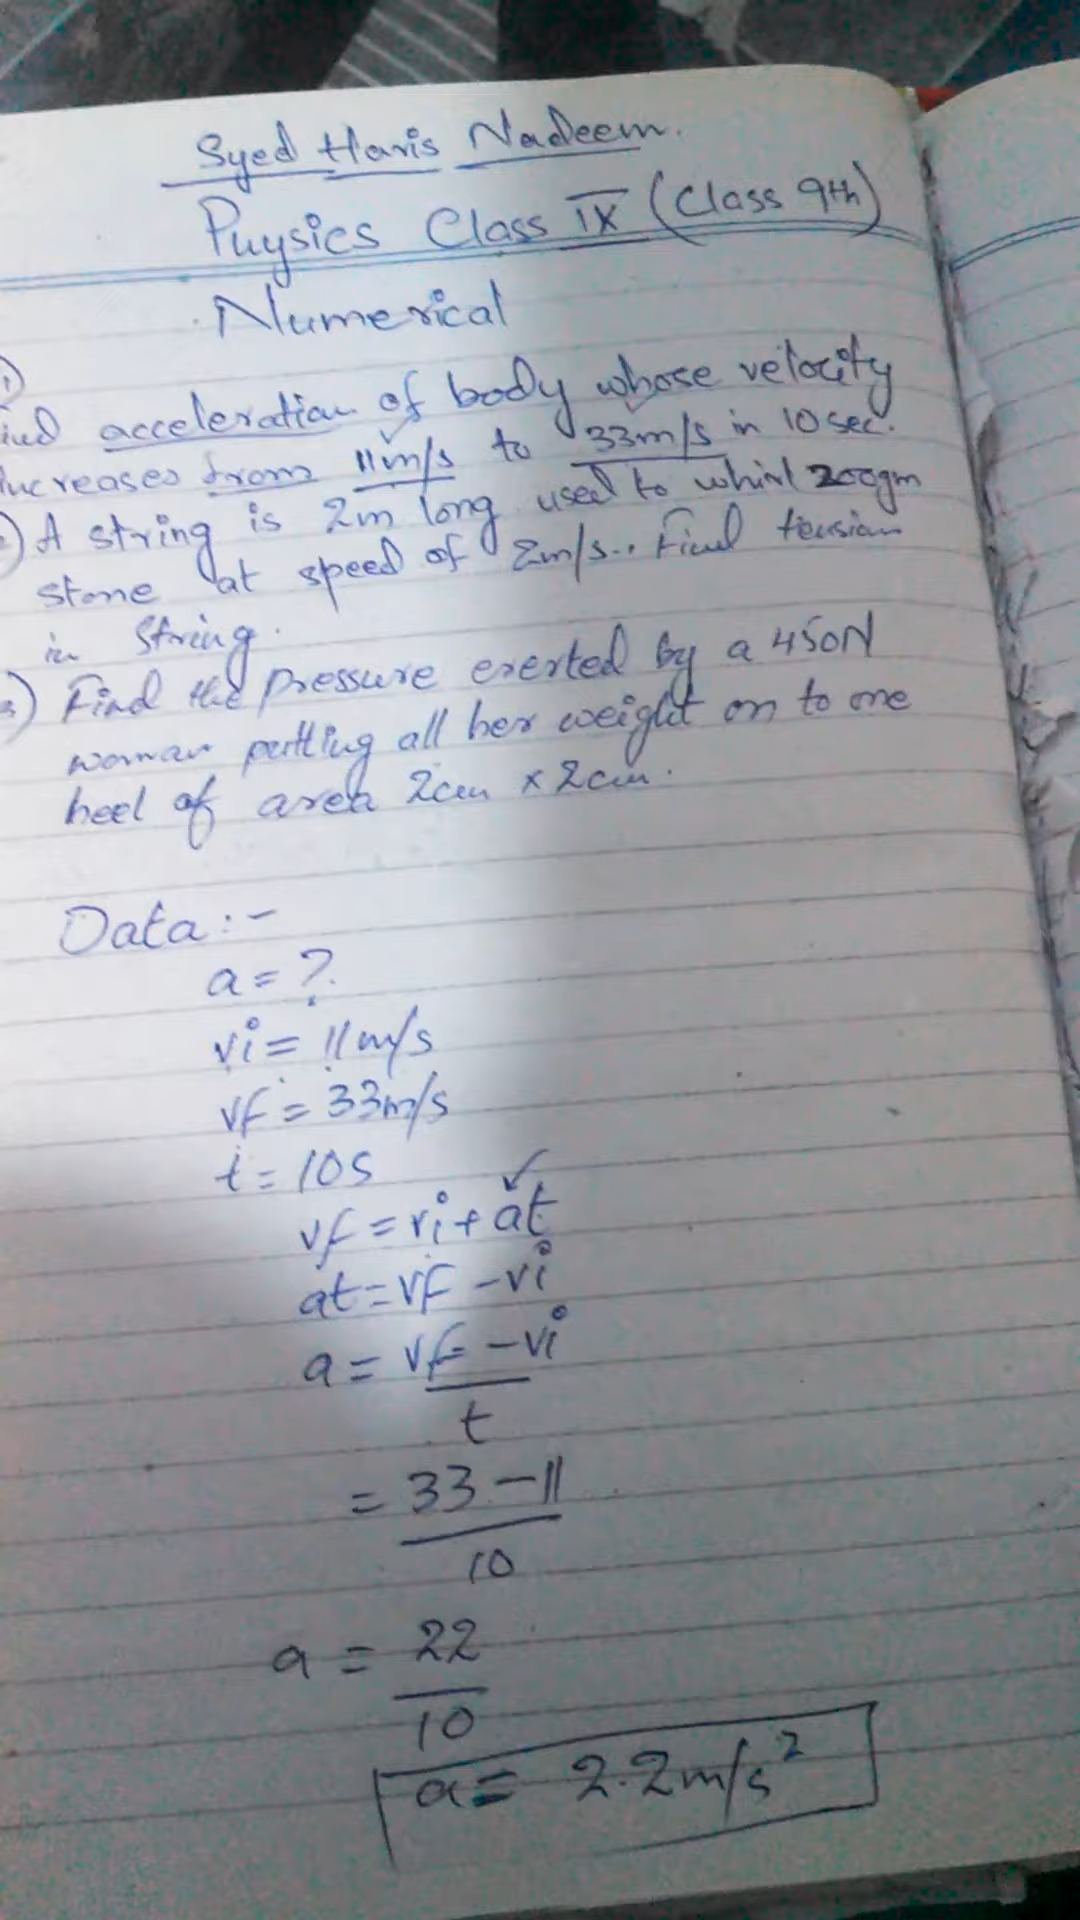 Syed Haris Nadeem.
Puysics Class IX (Class 9th)
Numerical
ind acceleration of body whose velocity
increases from 11m/s to 33m/s in 10 sec.
) A string is 2m long used to whirl 200gm
stone at speed of 2m/s.. Find tension
in string.
) Find the pressure exerted by a 450N
woman putting all her weight on to one
heel of area 2cm x 2cm.
Data :-
a = ?
vi = 11m/s
vf = 33m/s
t = 10s
vf = vi + at
at = vf - vi
a = vf - vi
t
= 33 - 11
10
a = 22
10
a = 2.2m/s²